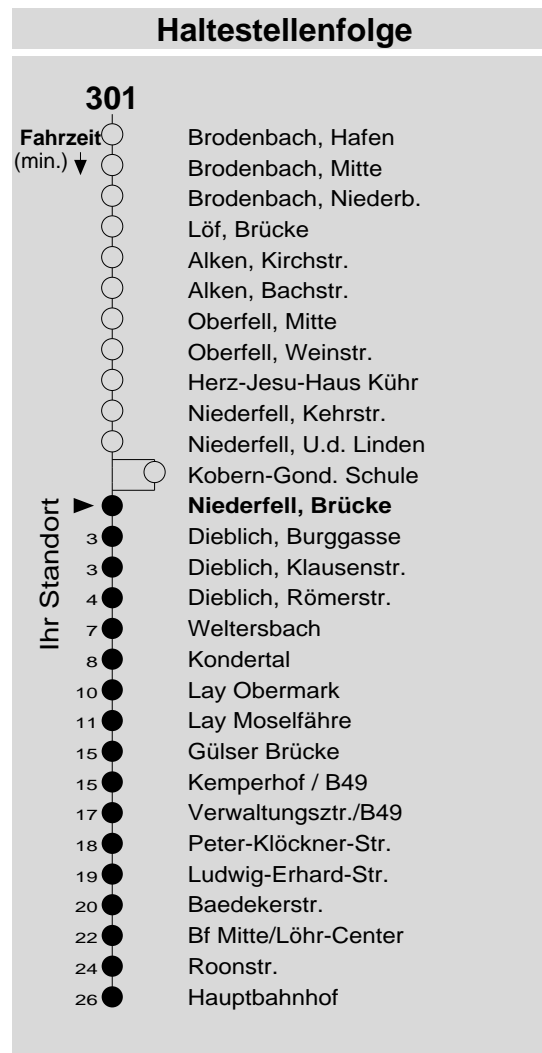 Haltestellenfolge
301
Fahrzeit Brodenbach, Hafen
(min.) Brodenbach, Mitte
Brodenbach, Niederb.
Löf, Brücke
Alken, Kirchstr.
Alken, Bachstr.
Oberfell, Mitte
Oberfell, Weinstr.
Herz-Jesu-Haus Kühr
Niederfell, Kehrstr.
Niederfell, U.d. Linden
Kobern-Gond. Schule
Ihr Standort
Niederfell, Brücke
3 Dieblich, Burggasse
3 Dieblich, Klausenstr.
4 Dieblich, Römerstr.
7 Weltersbach
8 Kondertal
10 Lay Obermark
11 Lay Moselfähre
15 Gülser Brücke
15 Kemperhof / B49
17 Verwaltungsztr./B49
18 Peter-Klöckner-Str.
19 Ludwig-Erhard-Str.
20 Baedekerstr.
22 Bf Mitte/Löhr-Center
24 Roonstr.
26 Hauptbahnhof